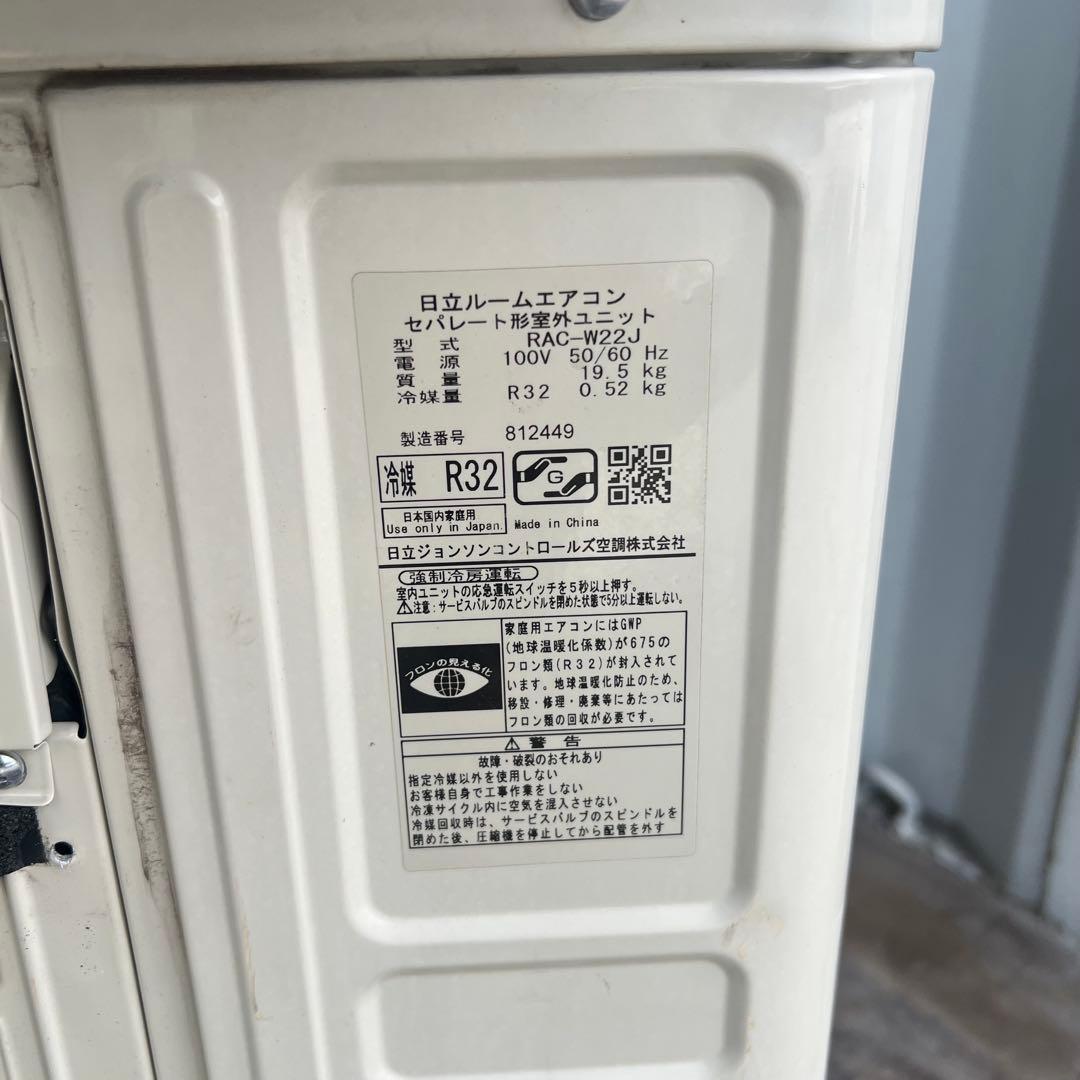 日立ルームエアコン
セパレート形室外ユニット
型式 RAC-W22J
電源 100V 50/60 Hz
質量 19.5 kg
冷媒量 R32 0.52 kg
製造番号 812449
冷媒 R32
G
日本国内家庭用
Use only in Japan.
Made in China
日立ジョンソンコントロールズ空調株式会社
強制冷房運転
室内ユニットの応急運転スイッチを5秒以上押す。
⚠注意:サービスバルブのスピンドルを閉めた状態で5分以上運転しない。
フロンの見える化
家庭用エアコンにはGWP
(地球温暖化係数)が675の
フロン類(R32)が封入されて
います。地球温暖化防止のため、
移設・修理・廃棄等にあたっては
フロン類の回収が必要です。
⚠警告
故障・破裂のおそれあり
指定冷媒以外を使用しない
お客様自身で工事作業をしない
冷凍サイクル内に空気を混入させない
冷媒回収時は、サービスバルブのスピンドルを
閉めた後、圧縮機を停止してから配管を外す